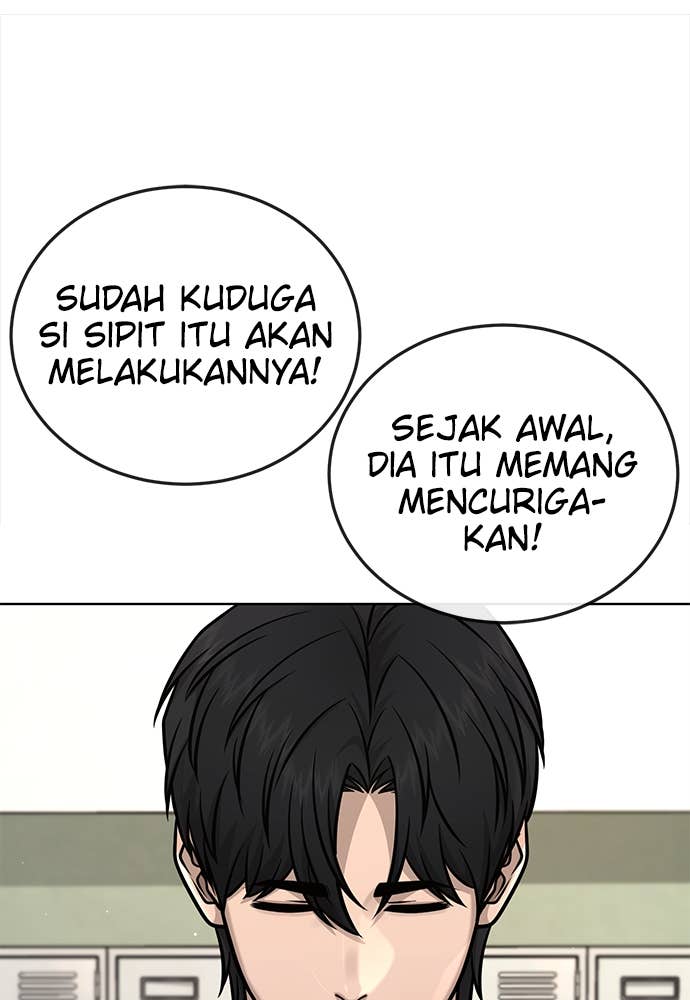 SUDAH KUDUGA
SI SIPIT ITU AKAN
MELAKUKANNYA!
SEJAK AWAL,
DIA ITU MEMANG
MENCURIGA-
KAN!